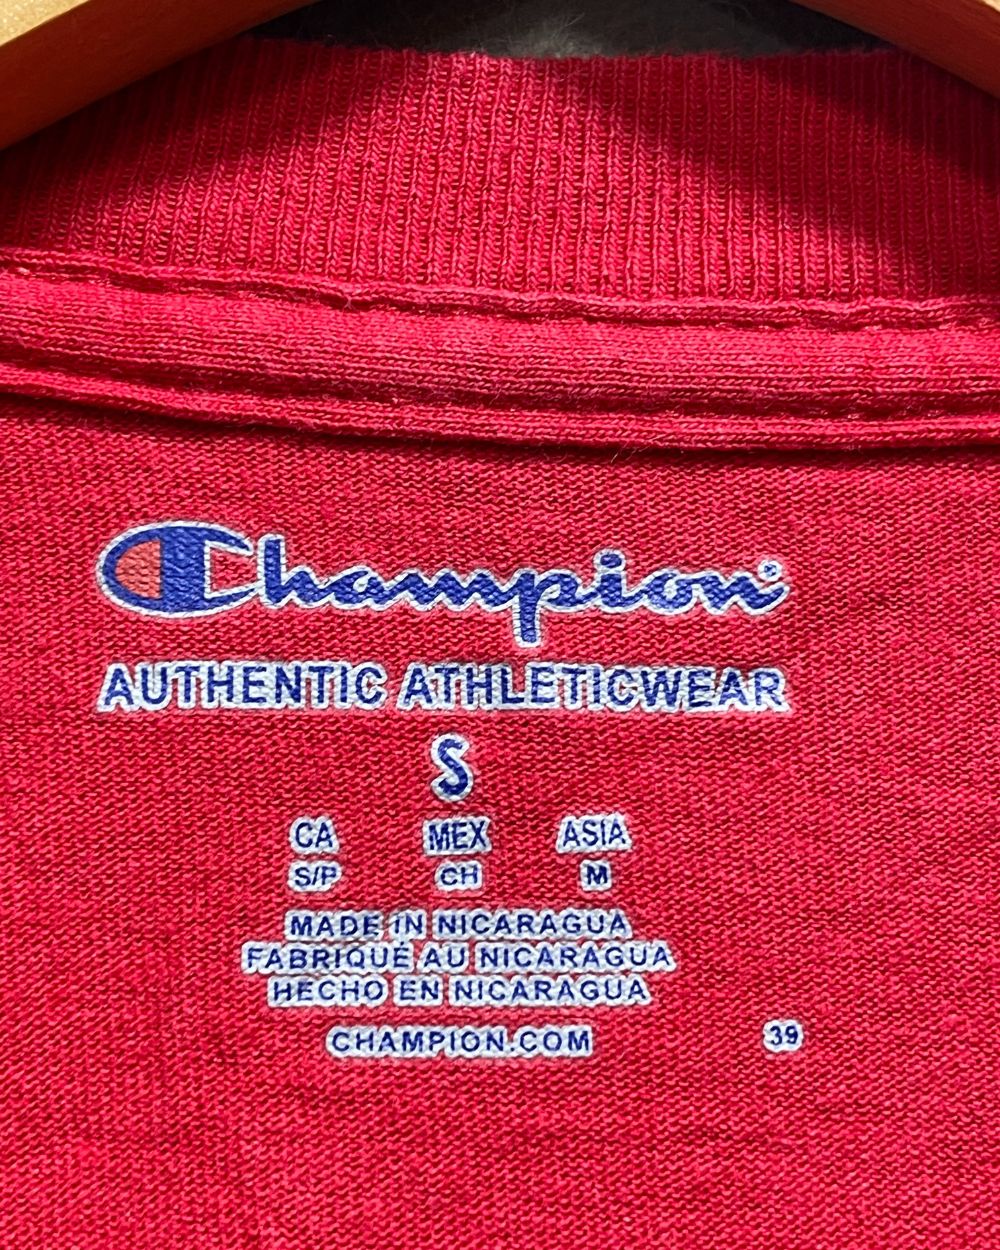 Champion®
AUTHENTIC ATHLETICWEAR
S
CA MEX ASIA
S/P CH M
MADE IN NICARAGUA
FABRIQUÉ AU NICARAGUA
HECHO EN NICARAGUA
CHAMPION.COM 39